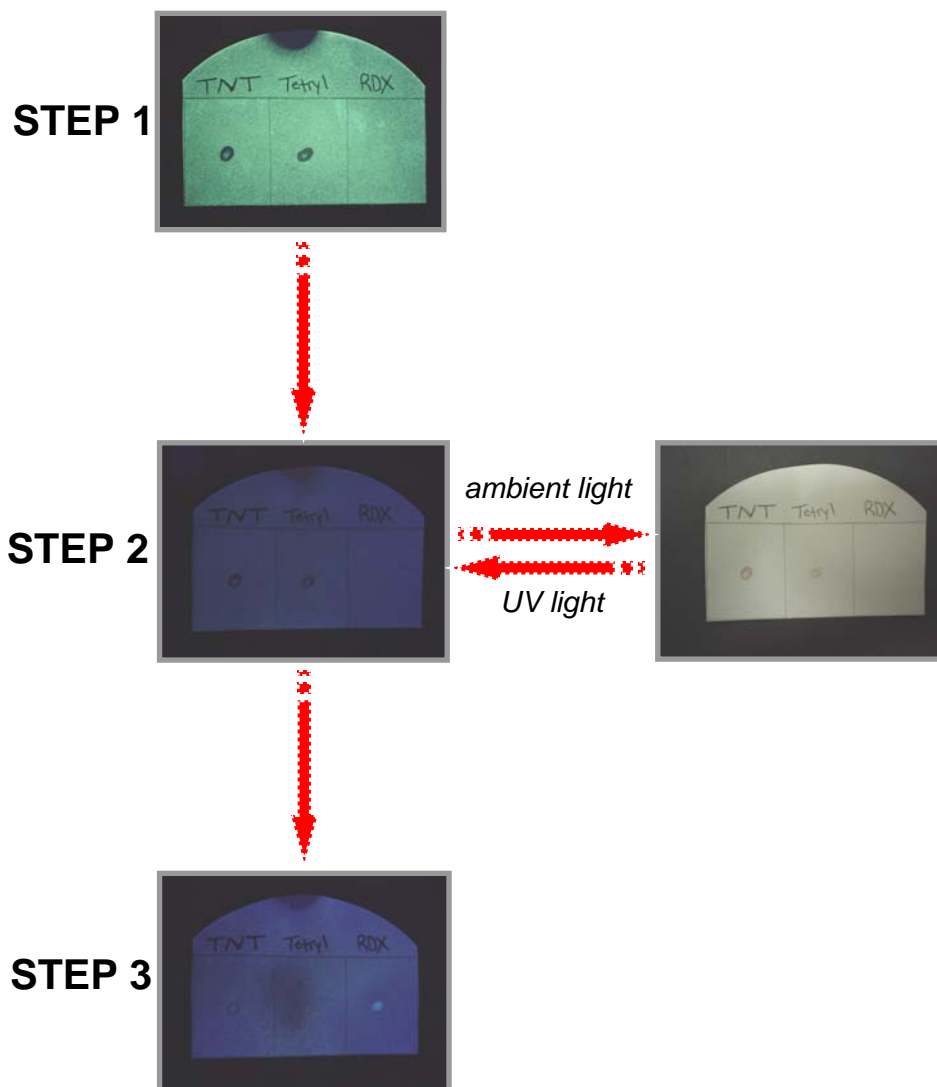 TNT Tetryl RDX
STEP 1
TNT Tetryl RDX
ambient light
TNT Tetryl RDX
STEP 2
UV light
TNT Tetryl RDX
STEP 3